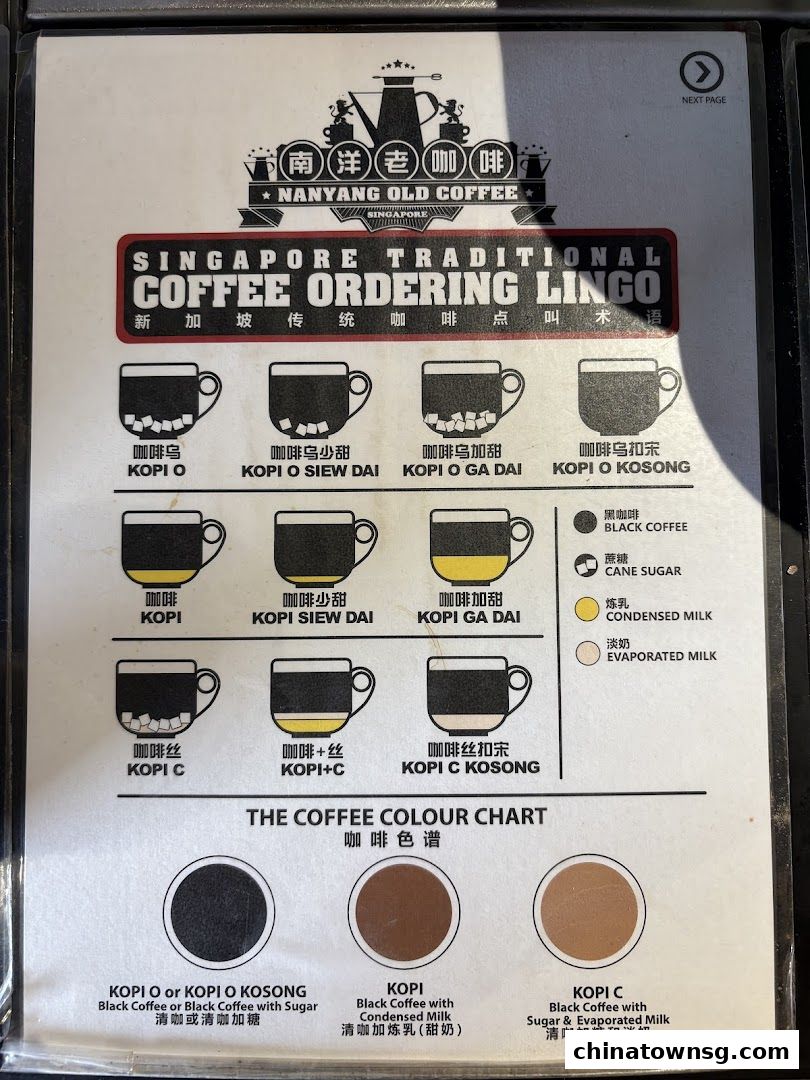 NEXT PAGE
南洋老咖啡
NANYANG OLD COFFEE
SINGAPORE
SINGAPORE TRADITIONAL
COFFEE ORDERING LINGO
新加坡传统咖啡点叫术语
咖啡乌 咖啡乌少甜 咖啡乌加甜 咖啡乌扣宋
KOPI O KOPI O SIEW DAI KOPI O GA DAI KOPI O KOSONG
黑咖啡
BLACK COFFEE
蔗糖
CANE SUGAR
炼乳
CONDENSED MILK
淡奶
EVAPORATED MILK
咖啡 咖啡少甜 咖啡加甜
KOPI KOPI SIEW DAI KOPI GA DAI
咖啡丝 咖啡+丝 咖啡丝扣宋
KOPI C KOPI+C KOPI C KOSONG
THE COFFEE COLOUR CHART
咖啡色谱
KOPI O or KOPI O KOSONG
Black Coffee or Black Coffee with Sugar
清咖或清咖加糖
KOPI
Black Coffee with
Condensed Milk
清咖加炼乳(甜奶)
KOPI C
Black Coffee with
Sugar & Evaporated Milk
清咖加糖和淡奶
chinatownsg.com